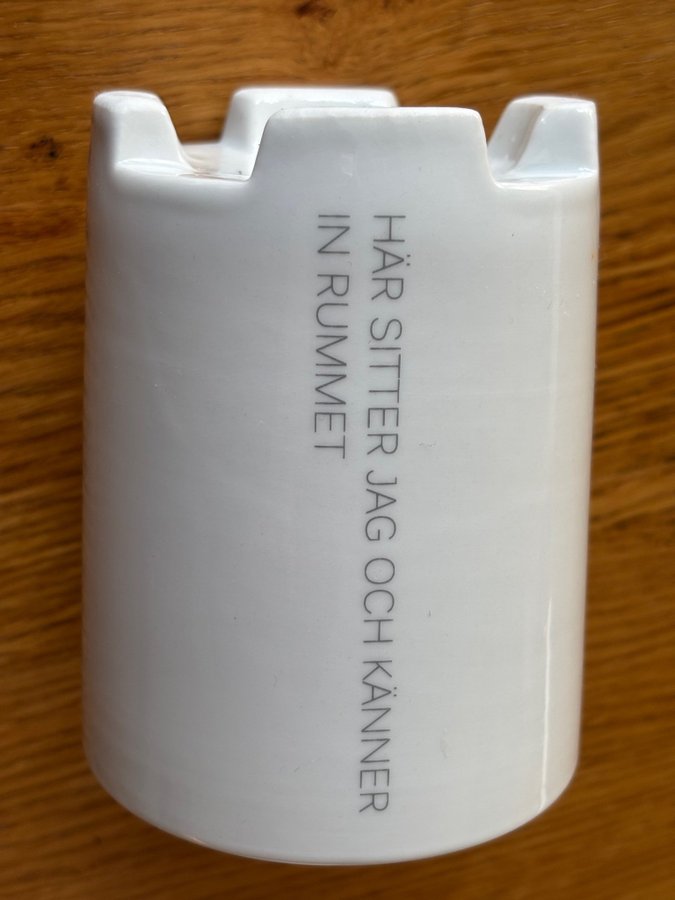 HÄR SITTER JAG OCH KÄNNER
IN RUMMET